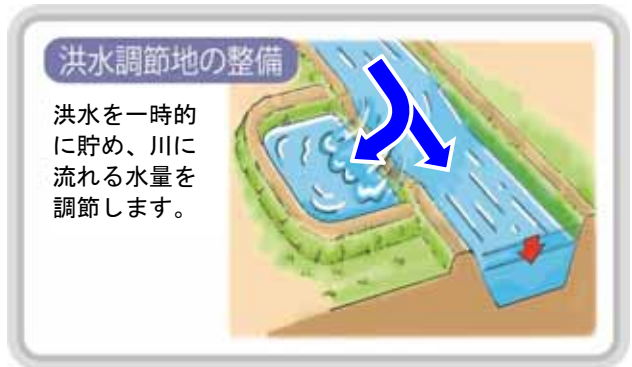 洪水調節地の整備
洪水を一時的
に貯め、川に
流れる水量を
調節します。